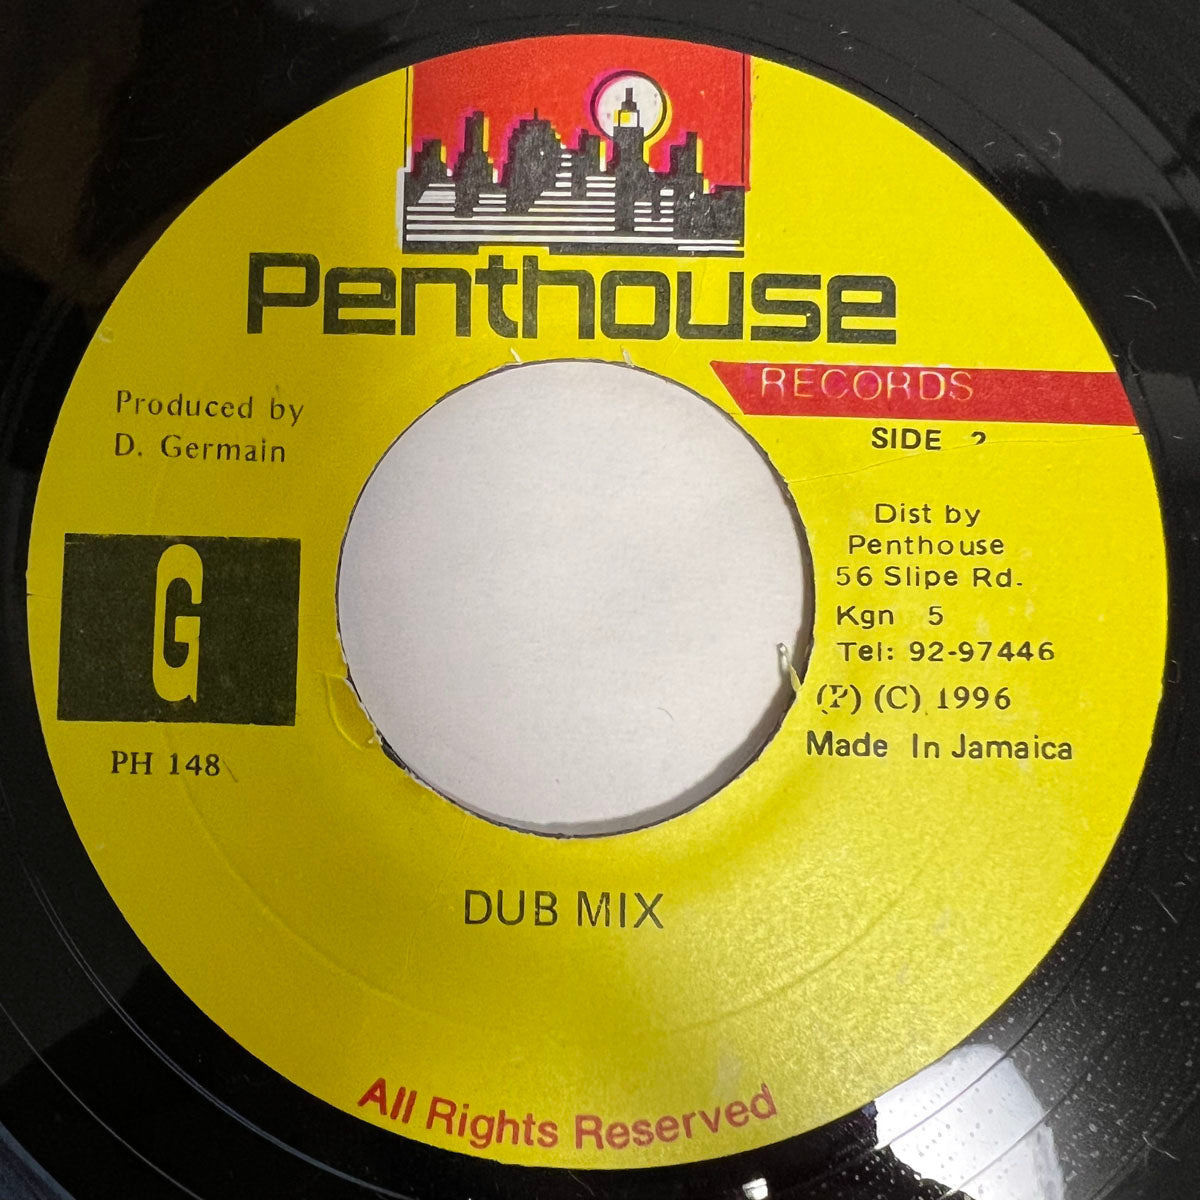 Penthouse
RECORDS
SIDE 2
Produced by
D. Germain
G
PH 148
Dist by
Penthouse
56 Slipe Rd.
Kgn 5
Tel: 92-97446
(P) (C) 1996
Made In Jamaica
DUB MIX
All Rights Reserved